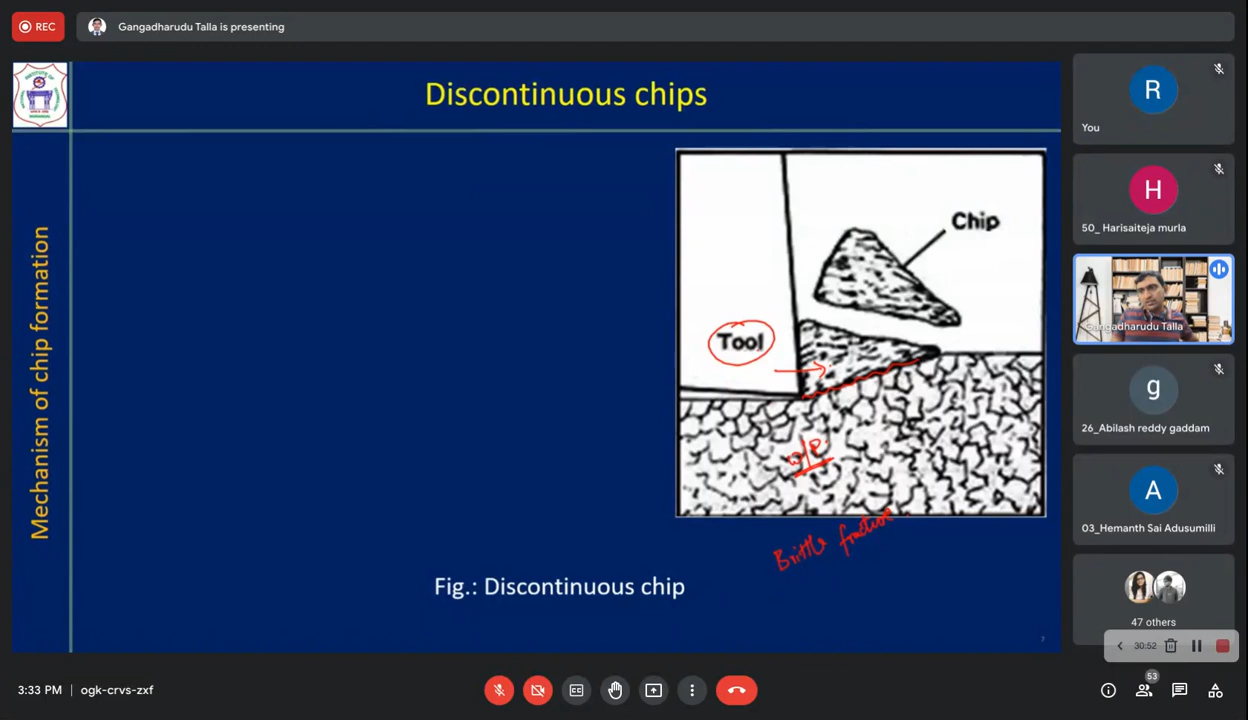 REC
Gangadharudu Talla is presenting
Discontinuous chips
Mechanism of chip formation
Chip
Tool
w/p
Brittle fracture
Fig.: Discontinuous chip
7
R
You
H
50_ Harisaiteja murla
Gangadharudu Talla
g
26_Abilash reddy gaddam
A
03_Hemanth Sai Adusumilli
47 others
30:52
3:33 PM | ogk-crvs-zxf
53